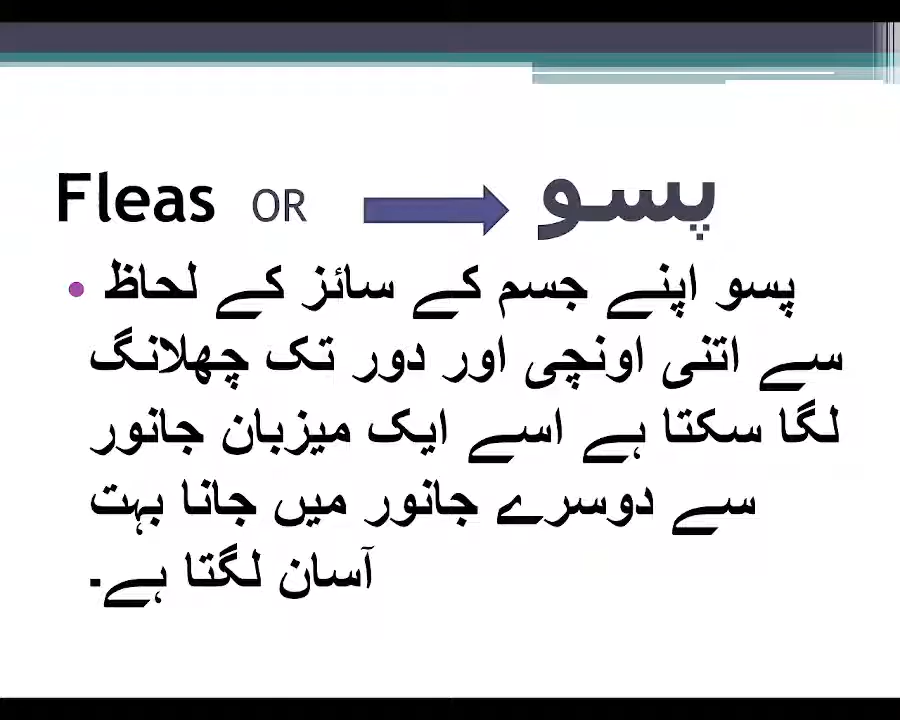 Fleas OR پسو
پسو اپنے جسم کے سائز کے لحاظ
سے اتنی اونچی اور دور تک چھلانگ
لگا سکتا ہے اسے ایک میزبان جانور
سے دوسرے جانور میں جانا بہت
آسان لگتا ہے۔